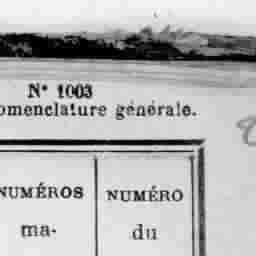 N° 1003
omenclature générale.
NUMÉROS NUMÉRO
ma- du